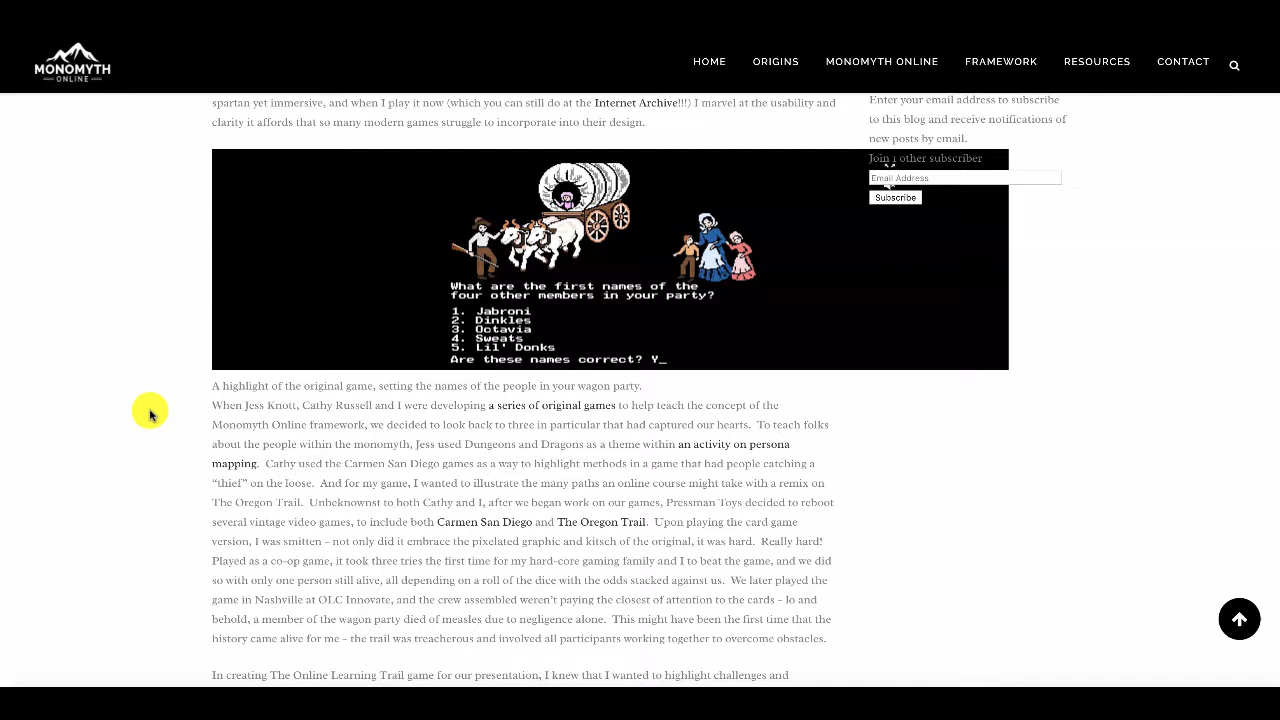 MONOMYTH
ONLINE
HOME
ORIGINS
MONOMYTH ONLINE
FRAMEWORK
RESOURCES
CONTACT
spartan yet immersive, and when I play it now (which you can still do at the Internet Archive!!!) I marvel at the usability and
clarity it affords that so many modern games struggle to incorporate into their design.
What are the first names of the
four other members in your party?
1. Jabroni
2. Dinkles
3. Octavia
4. Sweats
5. Lil' Donks
Are these names correct? Y_
A highlight of the original game, setting the names of the people in your wagon party.
When Jess Knott, Cathy Russell and I were developing a series of original games to help teach the concept of the
Monomyth Online framework, we decided to look back to three in particular that had captured our hearts. To teach folks
about the people within the monomyth, Jess used Dungeons and Dragons as a theme within an activity on persona
mapping. Cathy used the Carmen San Diego games as a way to highlight methods in a game that had people catching a
“thief” on the loose. And for my game, I wanted to illustrate the many paths an online course might take with a remix on
The Oregon Trail. Unbeknownst to both Cathy and I, after we began work on our games, Pressman Toys decided to reboot
several vintage video games, to include both Carmen San Diego and The Oregon Trail. Upon playing the card game
version, I was smitten – not only did it embrace the pixelated graphic and kitsch of the original, it was hard. Really hard!
Played as a co-op game, it took three tries the first time for my hard-core gaming family and I to beat the game, and we did
so with only one person still alive, all depending on a roll of the dice with the odds stacked against us. We later played the
game in Nashville at OLC Innovate, and the crew assembled weren’t paying the closest of attention to the cards – lo and
behold, a member of the wagon party died of measles due to negligence alone. This might have been the first time that the
history came alive for me – the trail was treacherous and involved all participants working together to overcome obstacles.
In creating The Online Learning Trail game for our presentation, I knew that I wanted to highlight challenges and
Enter your email address to subscribe
to this blog and receive notifications of
new posts by email.
Join 1 other subscriber
Email Address
Subscribe